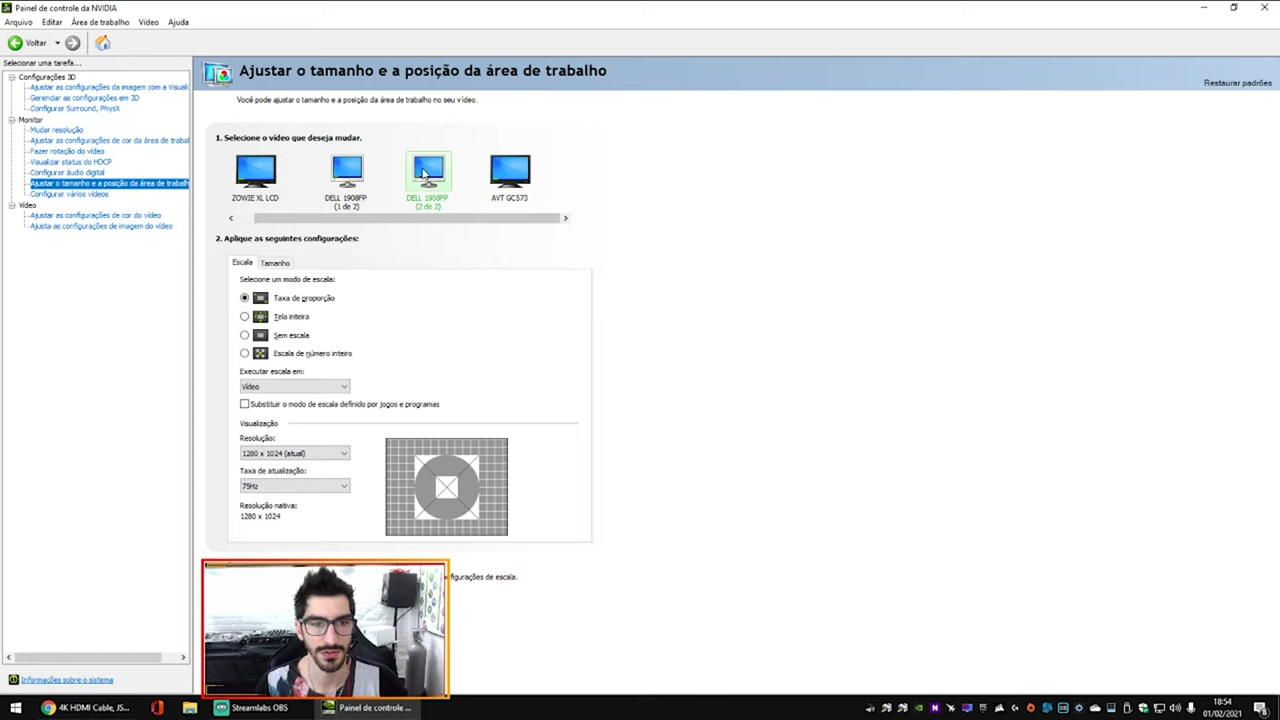 Painel de controle da NVIDIA
Arquivo Editar Área de trabalho Vídeo Ajuda
Voltar
Selecionar uma tarefa...
Configurações 3D
Ajustar as configurações da imagem com a Visuali
Gerenciar as configurações em 3D
Configurar Surround, PhysX
Monitor
Mudar resolução
Ajustar as configurações de cor da área de trabal
Fazer rotação do vídeo
Visualizar status do HDCP
Configurar áudio digital
Ajustar o tamanho e a posição da área de trabalh
Configurar vários vídeos
Vídeo
Ajustar as configurações de cor do vídeo
Ajusta as configurações de imagem do vídeo
Informações sobre o sistema
Ajustar o tamanho e a posição da área de trabalho
Restaurar padrões
Você pode ajustar o tamanho e a posição da área de trabalho no seu vídeo.
1. Selecione o vídeo que deseja mudar.
ZOWIE XL LCD
DELL 1908FP
(1 de 2)
DELL 1908FP
(2 de 2)
AVT GC573
2. Aplique as seguintes configurações:
Escala Tamanho
Selecione um modo de escala:
Taxa de proporção
Tela inteira
Sem escala
Escala de número inteiro
Executar escala em:
Vídeo
Substituir o modo de escala definido por jogos e programas
Visualização
Resolução:
1280 x 1024 (atual)
Taxa de atualização:
75Hz
Resolução nativa:
1280 x 1024
figurações de escala.
4K HDMI Cable, JS... Streamlabs OBS Painel de controle ...
18:54
01/02/2021